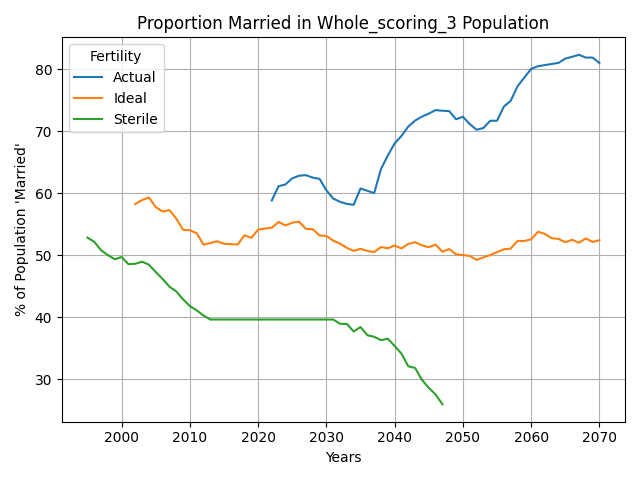 Proportion Married in Whole_scoring_3 Population
Fertility
Actual
Ideal
Sterile
% of Population 'Married'
80
70
60
50
40
30
2000
2010
2020
2030
2040
2050
2060
2070
Years